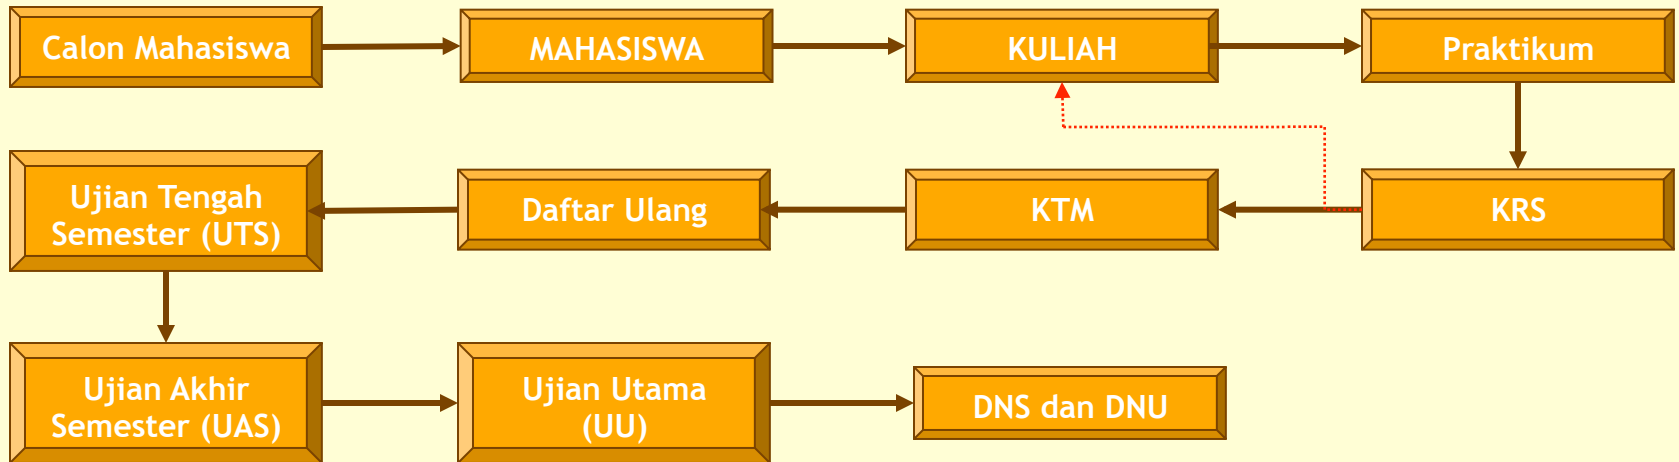 Calon Mahasiswa
MAHASISWA
KULIAH
Praktikum
Ujian Tengah
Semester (UTS)
Daftar Ulang
KTM
KRS
Ujian Akhir
Semester (UAS)
Ujian Utama
(UU)
DNS dan DNU